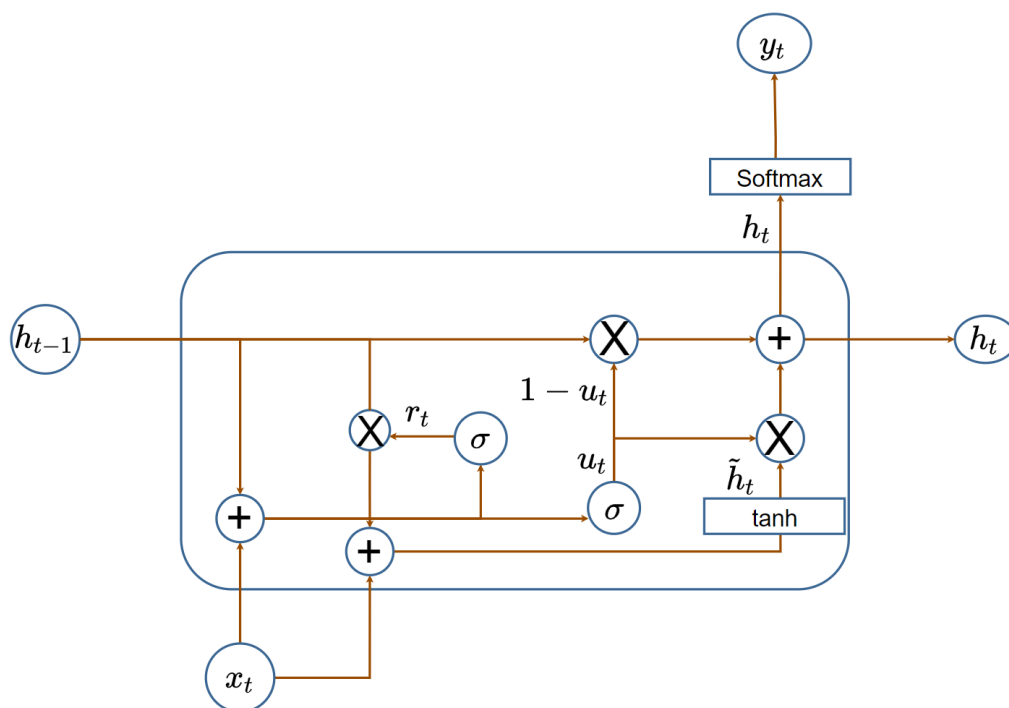 y_t
Softmax
h_t
h_{t-1}
X
+
h_t
1 − u_t
r_t
X
σ
X
u_t
h̃_t
+
σ
tanh
+
x_t